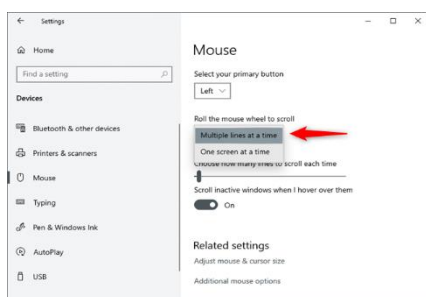 Settings
Home
Find a setting
Devices
Bluetooth & other devices
Printers & scanners
Mouse
Typing
Pen & Windows Ink
AutoPlay
USB
Mouse
Select your primary button
Left
Roll the mouse wheel to scroll
Multiple lines at a time
One screen at a time
Choose how many lines to scroll each time
Scroll inactive windows when I hover over them
On
Related settings
Adjust mouse & cursor size
Additional mouse options